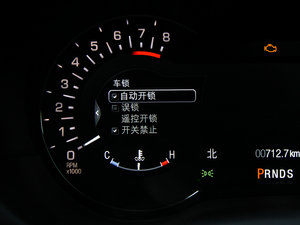 8
7
6
5
4
3
2
1
0
RPM
x1000
车锁
自动开锁
误锁
遥控开锁
开关禁止
C H
北 00712.7km
PRNDS